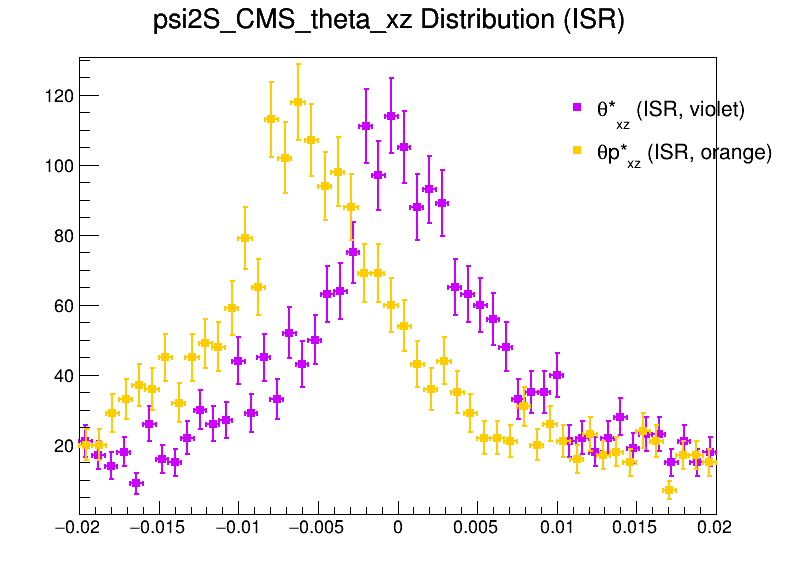 psi2S_CMS_theta_xz Distribution (ISR)
120
100
80
60
40
20
θ*xz (ISR, violet)
θp*xz (ISR, orange)
−0.02 −0.015 −0.01 −0.005 0 0.005 0.01 0.015 0.02